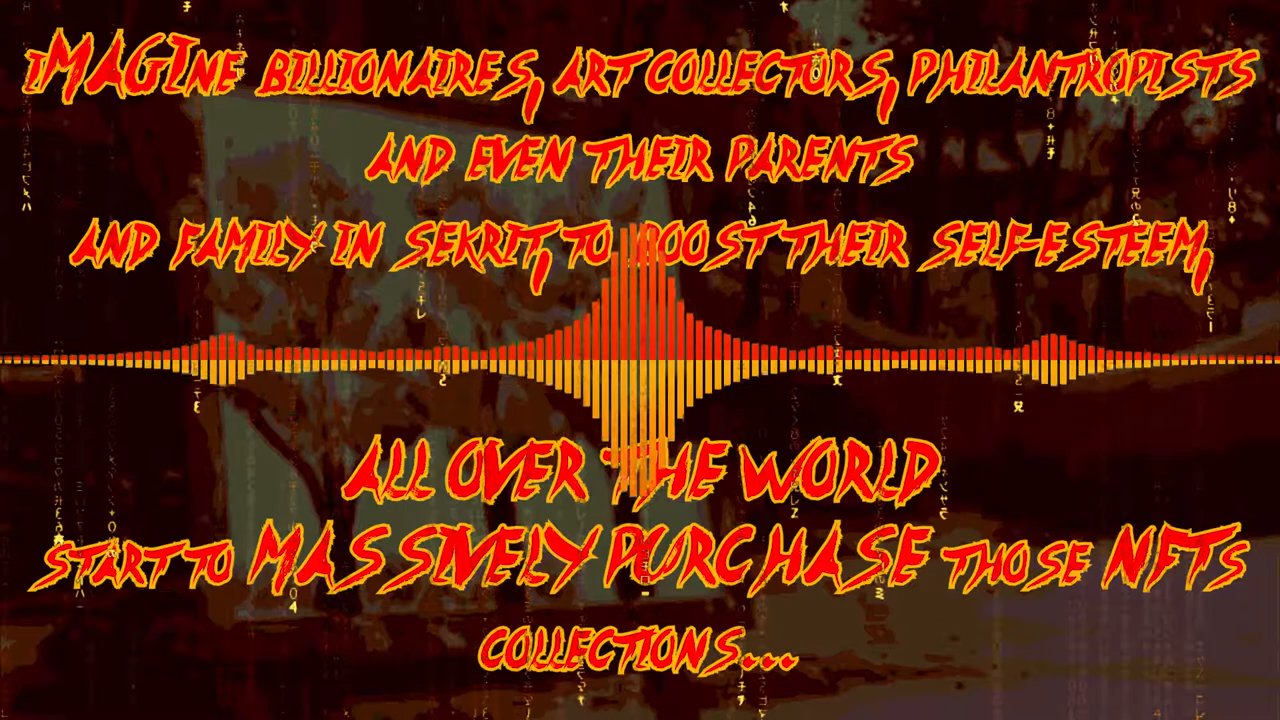 iMAGIne billionaires, art collectors, philantropists
and even their parents
and family in sekrit, to boost their self-esteem,
All over the world
start to MASSIVELY PURCHASE those NFTs
collections...